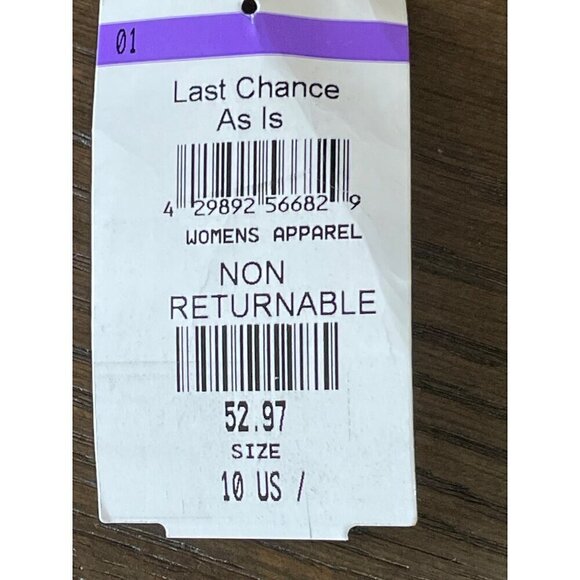 01
Last Chance
As Is
4 29892 56682 9
WOMENS APPAREL
NON
RETURNABLE
52.97
SIZE
10 US /